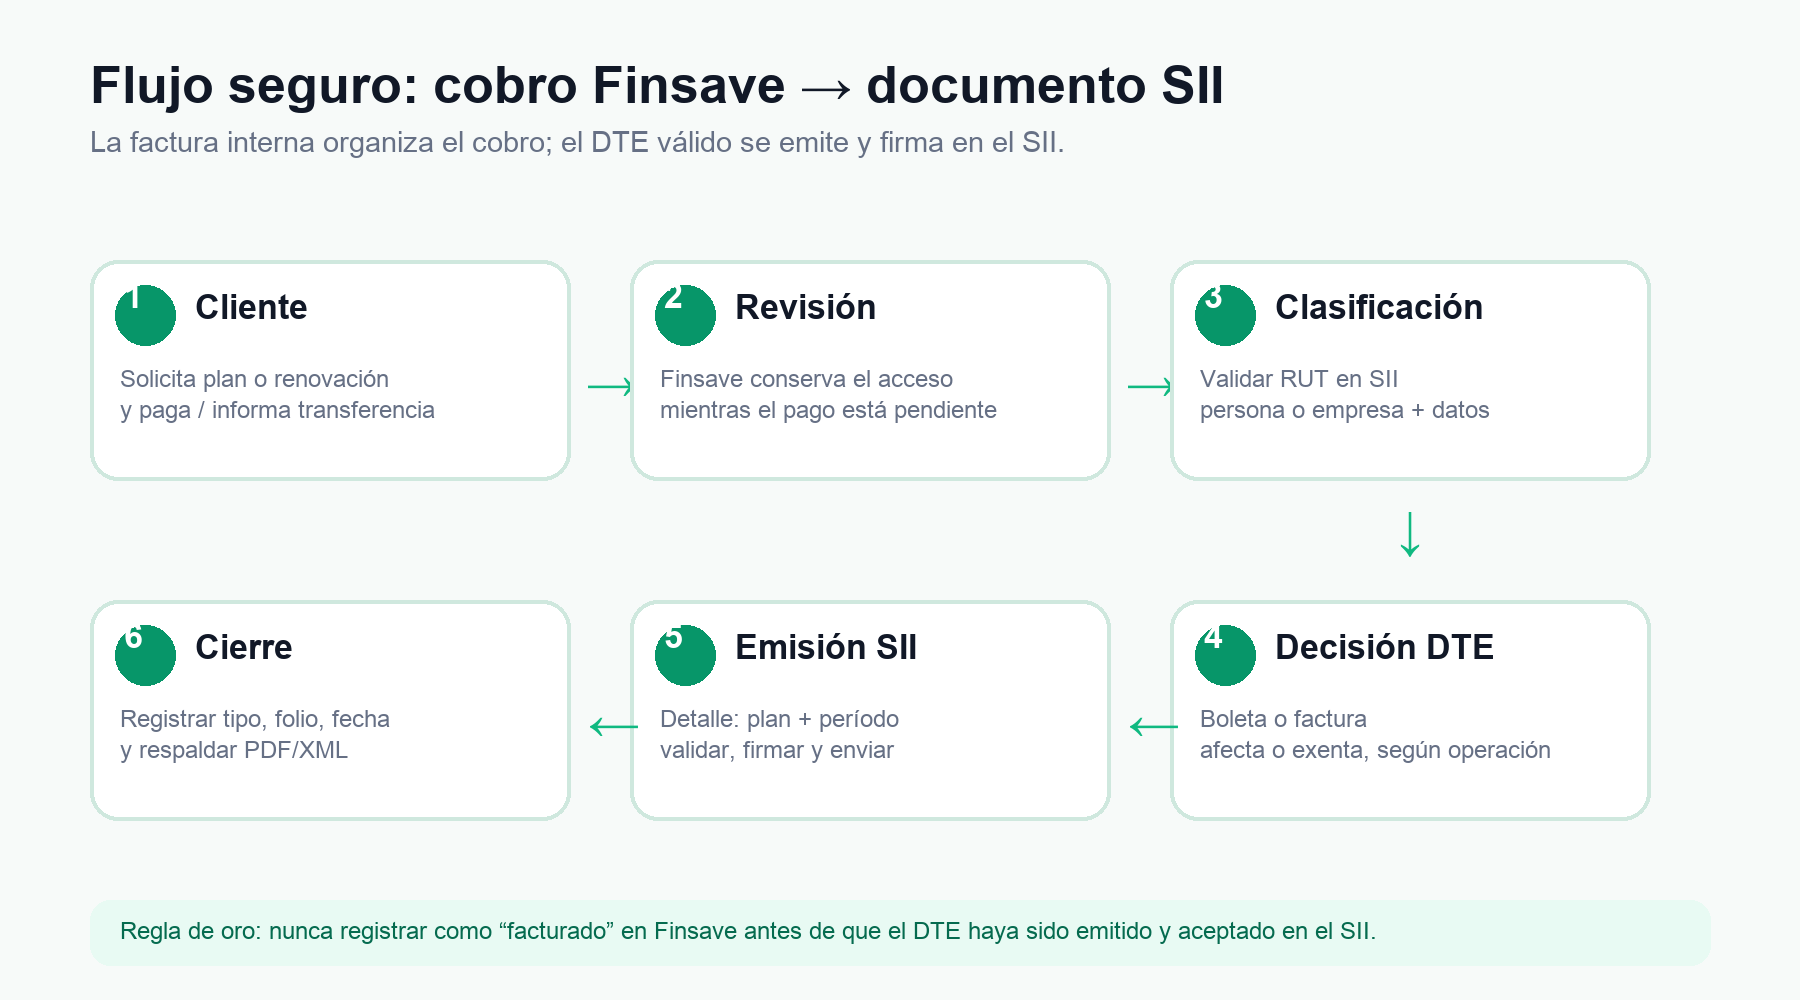 Flujo seguro: cobro Finsave → documento SII
La factura interna organiza el cobro; el DTE válido se emite y firma en el SII.
1
Cliente
Solicita plan o renovación
y paga / informa transferencia
2
Revisión
Finsave conserva el acceso
mientras el pago está pendiente
3
Clasificación
Validar RUT en SII
persona o empresa + datos
4
Decisión DTE
Boleta o factura
afecta o exenta, según operación
5
Emisión SII
Detalle: plan + período
validar, firmar y enviar
6
Cierre
Registrar tipo, folio, fecha
y respaldar PDF/XML
Regla de oro: nunca registrar como “facturado” en Finsave antes de que el DTE haya sido emitido y aceptado en el SII.